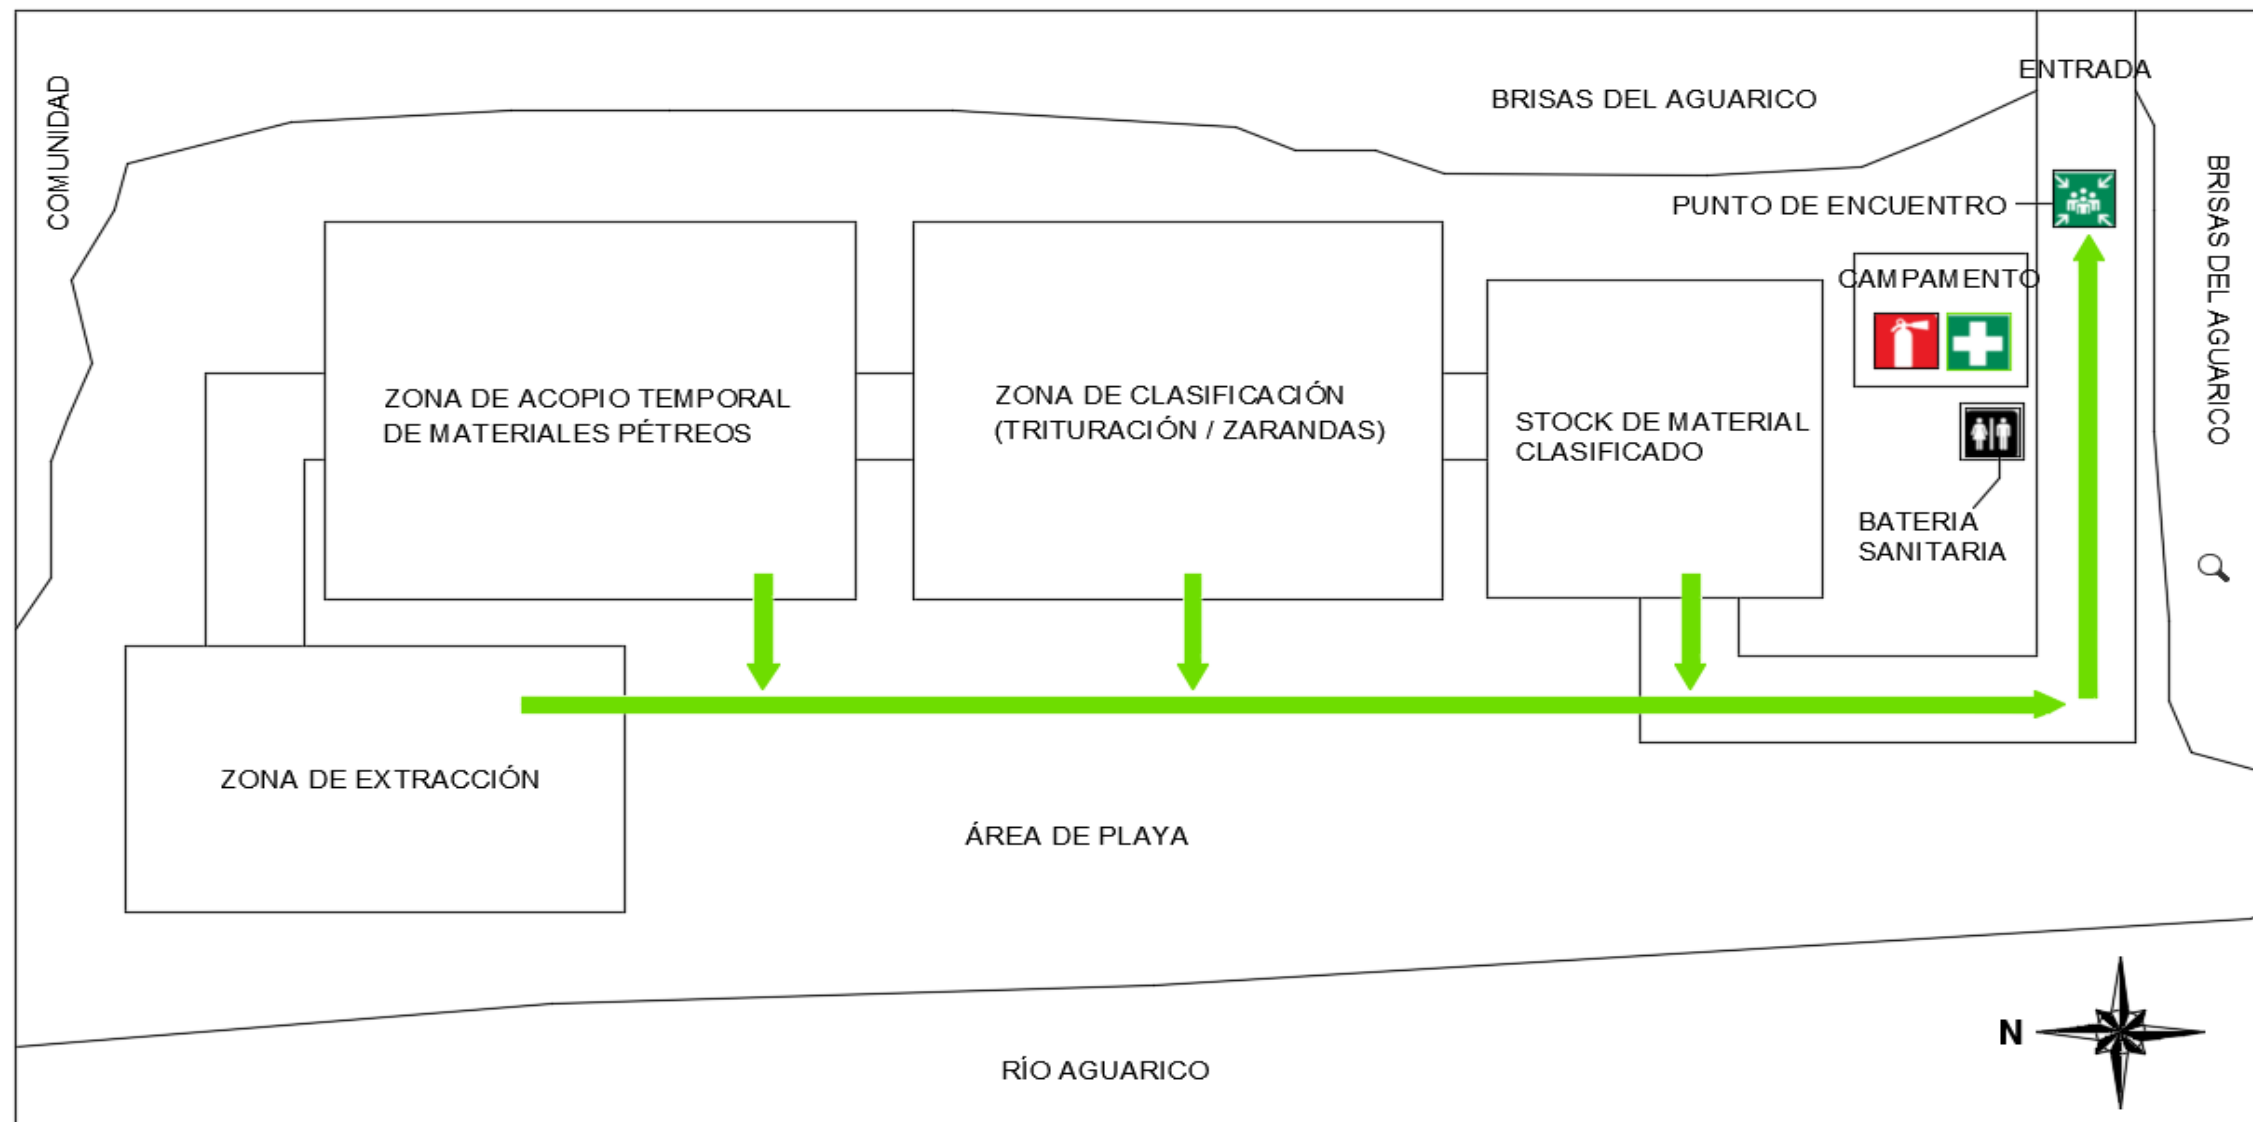 ENTRADA
BRISAS DEL AGUARICO
COMUNIDAD
BRISAS DEL AGUARICO
PUNTO DE ENCUENTRO
CAMPAMENTO
ZONA DE ACOPIO TEMPORAL
DE MATERIALES PÉTREOS
ZONA DE CLASIFICACIÓN
(TRITURACIÓN / ZARANDAS)
STOCK DE MATERIAL
CLASIFICADO
BATERIA
SANITARIA
ZONA DE EXTRACCIÓN
ÁREA DE PLAYA
N
RÍO AGUARICO